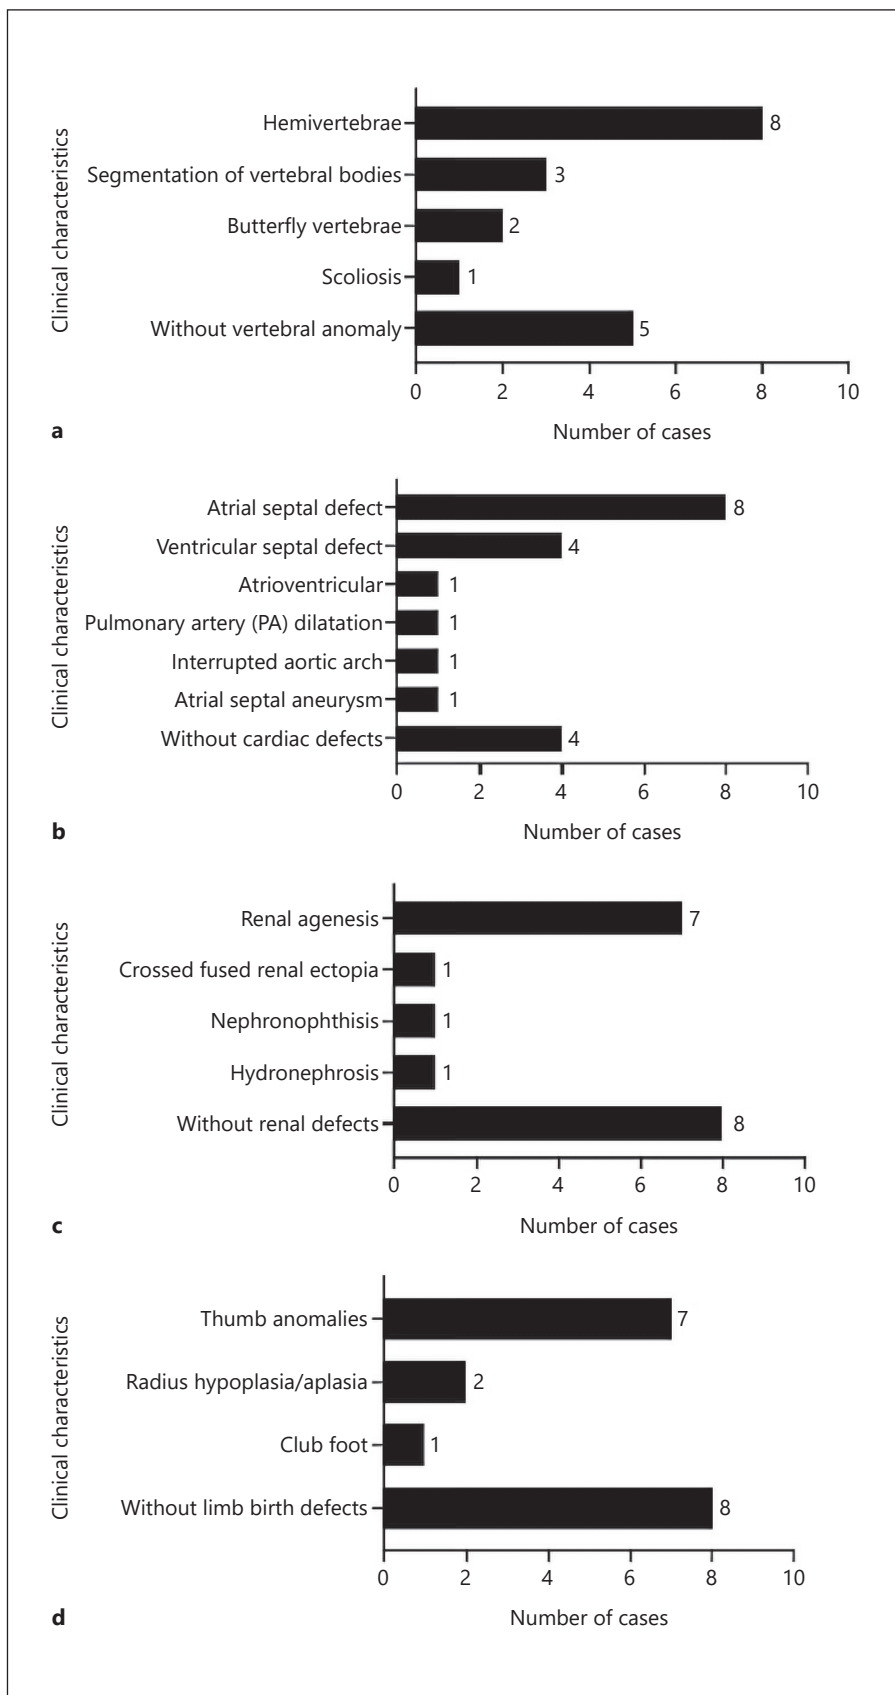 Clinical characteristics
Hemivertebrae 8
Segmentation of vertebral bodies 3
Butterfly vertebrae 2
Scoliosis 1
Without vertebral anomaly 5
0 2 4 6 8 10
a Number of cases
Clinical characteristics
Atrial septal defect 8
Ventricular septal defect 4
Atrioventricular 1
Pulmonary artery (PA) dilatation 1
Interrupted aortic arch 1
Atrial septal aneurysm 1
Without cardiac defects 4
0 2 4 6 8 10
b Number of cases
Clinical characteristics
Renal agenesis 7
Crossed fused renal ectopia 1
Nephronophthisis 1
Hydronephrosis 1
Without renal defects 8
0 2 4 6 8 10
c Number of cases
Clinical characteristics
Thumb anomalies 7
Radius hypoplasia/aplasia 2
Club foot 1
Without limb birth defects 8
0 2 4 6 8 10
d Number of cases